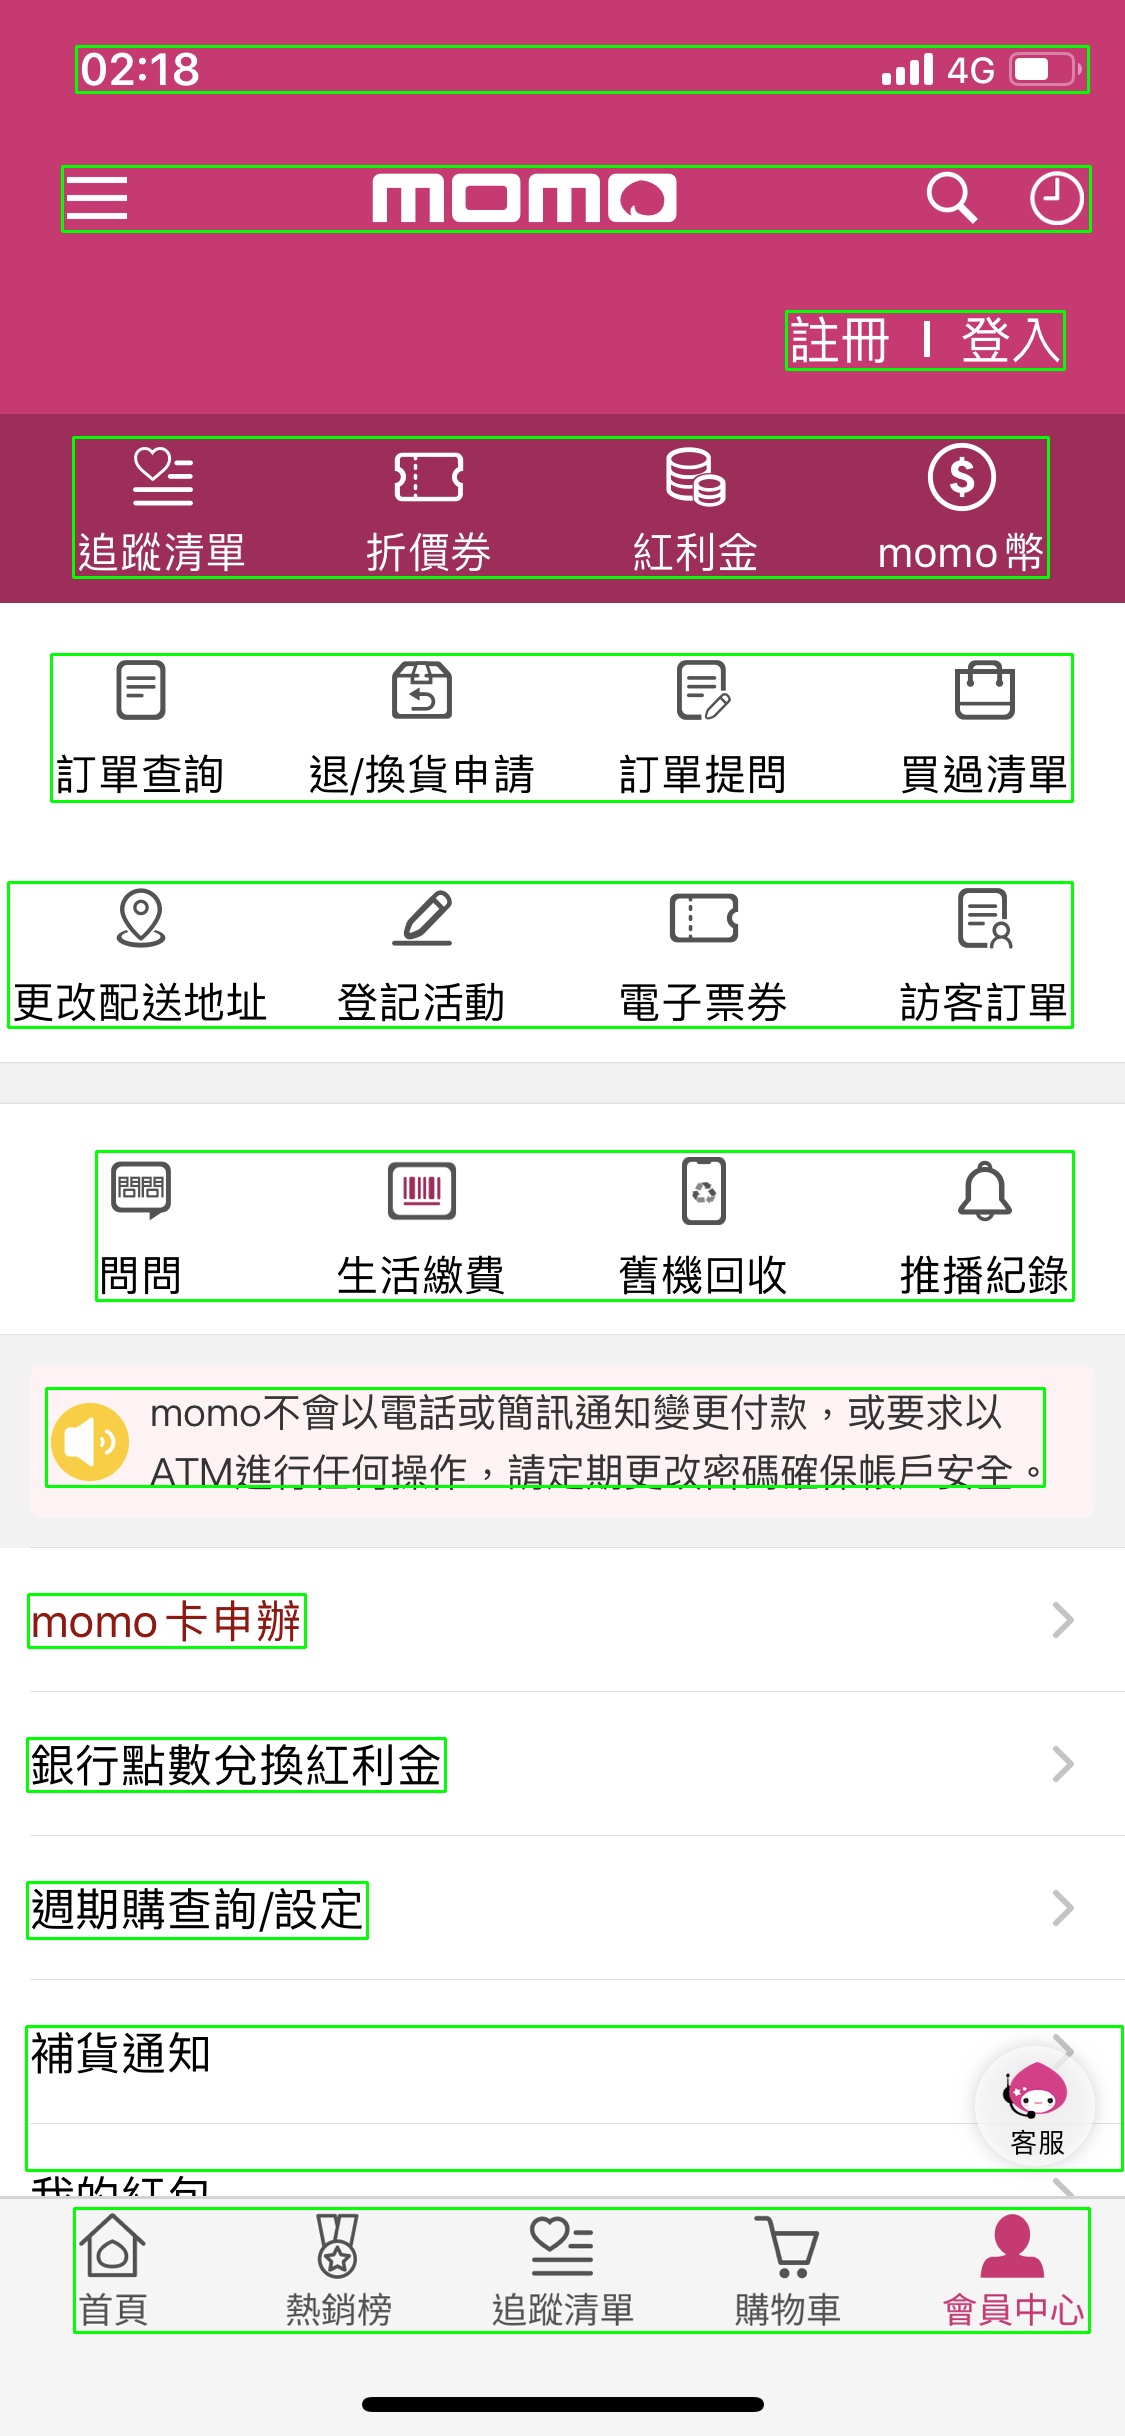 02:18 4G
momo
註冊 | 登入
追蹤清單 折價券 紅利金 momo幣
訂單查詢 退/換貨申請 訂單提問 買過清單
更改配送地址 登記活動 電子票券 訪客訂單
問問
問問 生活繳費 舊機回收 推播紀錄
momo不會以電話或簡訊通知變更付款，或要求以
ATM進行任何操作，請定期更改密碼確保帳戶安全。
momo卡申辦
銀行點數兌換紅利金
週期購查詢/設定
補貨通知
客服
我的紅包
首頁 熱銷榜 追蹤清單 購物車 會員中心